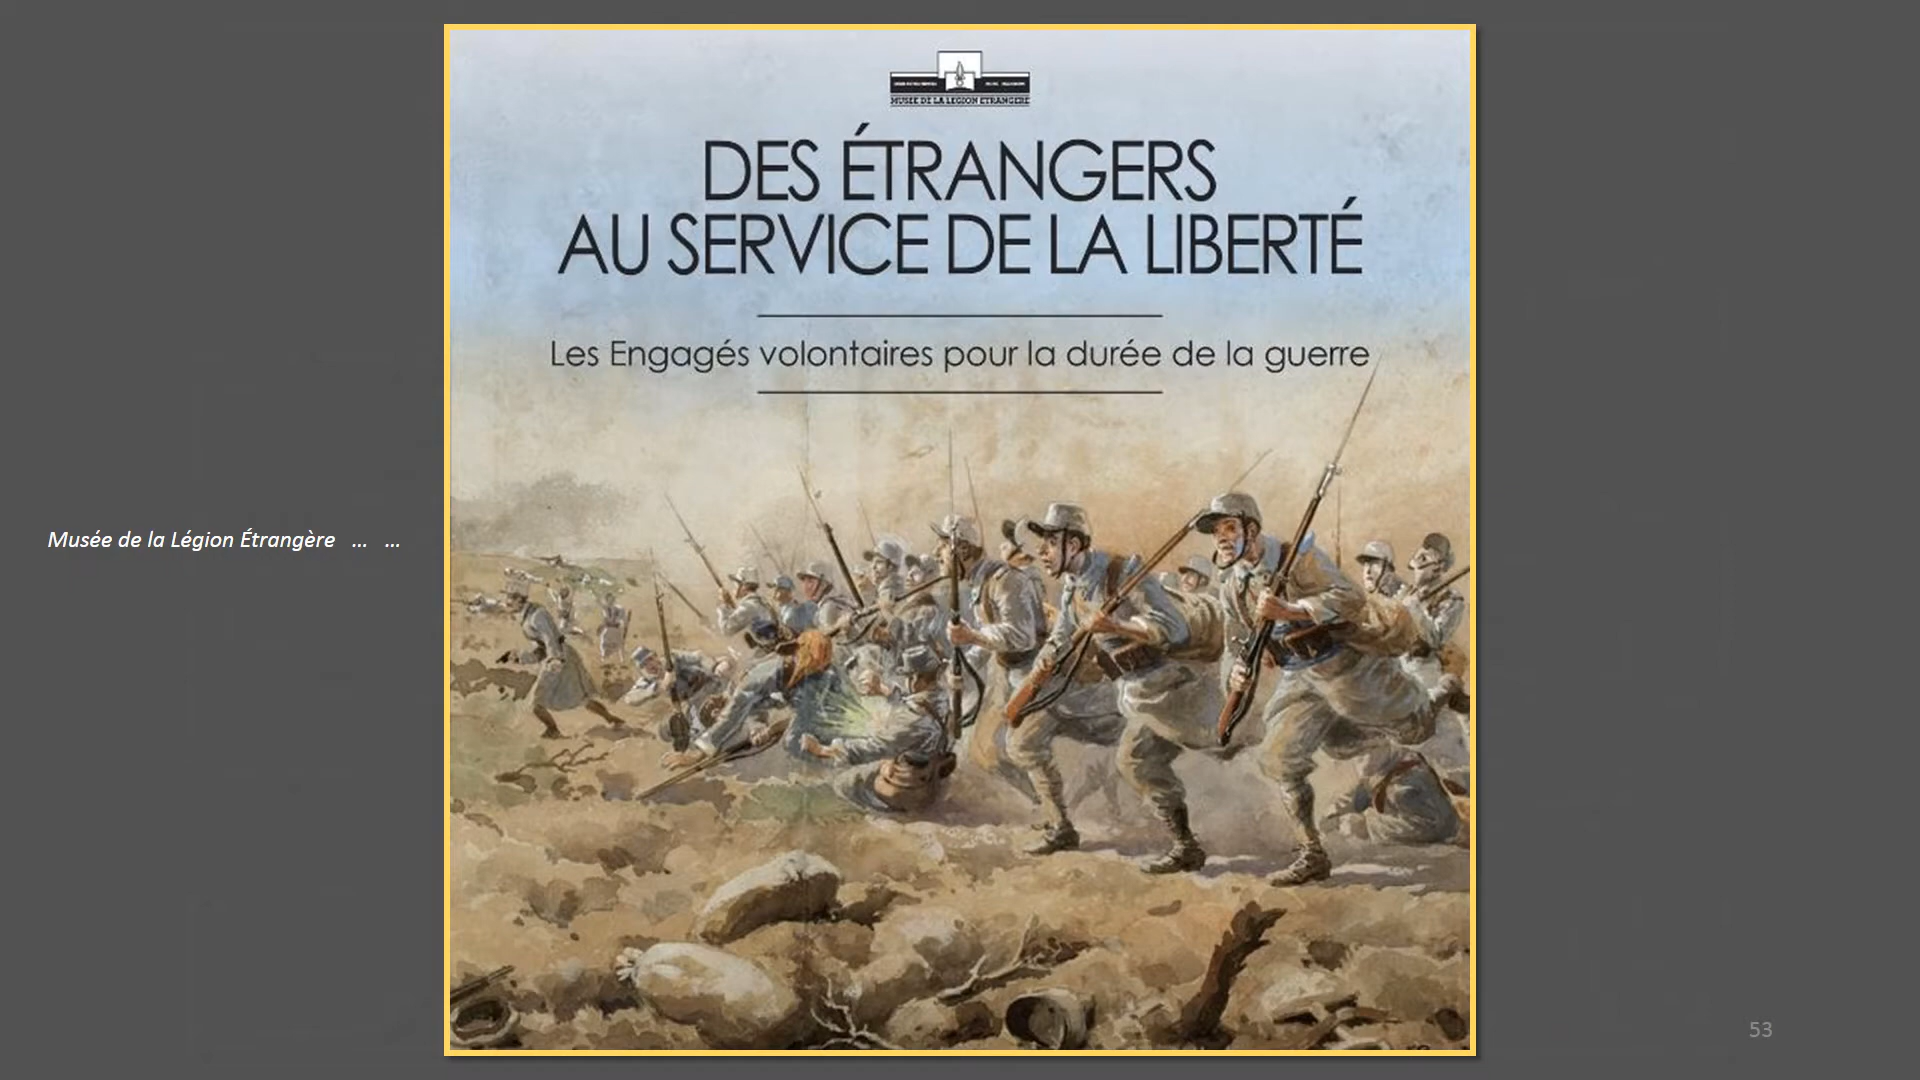 MUSÉE DE LA LÉGION ÉTRANGÈRE
DES ÉTRANGERS
AU SERVICE DE LA LIBERTÉ
Les Engagés volontaires pour la durée de la guerre
Musée de la Légion Étrangère ... ...
53